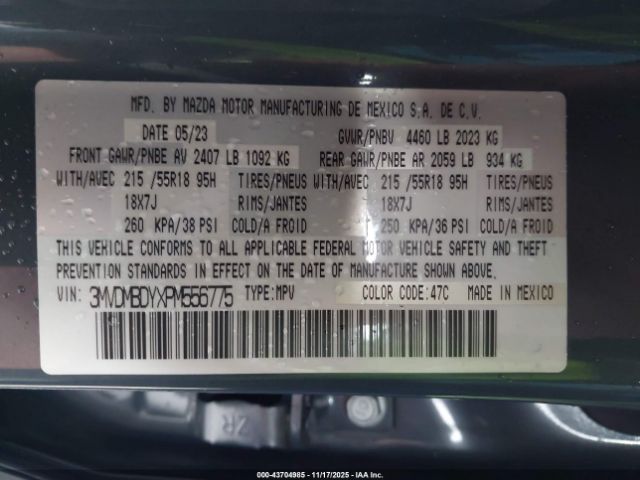 MFD. BY MAZDA MOTOR MANUFACTURING DE MEXICO S.A. DE C.V.
DATE 05/23 GVWR/PNBV 4460 LB 2023 KG
FRONT GAWR/PNBE AV 2407 LB 1092 KG REAR GAWR/PNBE AR 2059 LB 934 KG
WITH/AVEC 215 /55R18 95H TIRES/PNEUS WITH/AVEC 215 /55R18 95H TIRES/PNEUS
18X7J RIMS/JANTES 18X7J RIMS/JANTES
260 KPA/38 PSI COLD/A FROID 250 KPA/36 PSI COLD/A FROID
THIS VEHICLE CONFORMS TO ALL APPLICABLE FEDERAL MOTOR VEHICLE SAFETY AND THEFT
PREVENTION STANDARDS IN EFFECT ON THE DATE OF MANUFACTURE SHOWN ABOVE.
VIN: 3MVDMBDYXPM556775 TYPE:MPV COLOR CODE:47C MADE IN MEXICO
ZR
000-43704985 - 11/17/2025 - IAA Inc.